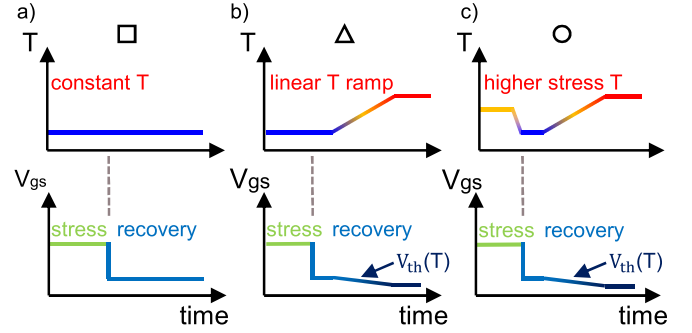 a)
T
constant T
Vgs
stress recovery
time
b)
T
linear T ramp
Vgs
stress recovery
Vth(T)
time
c)
T
higher stress T
Vgs
stress recovery
Vth(T)
time